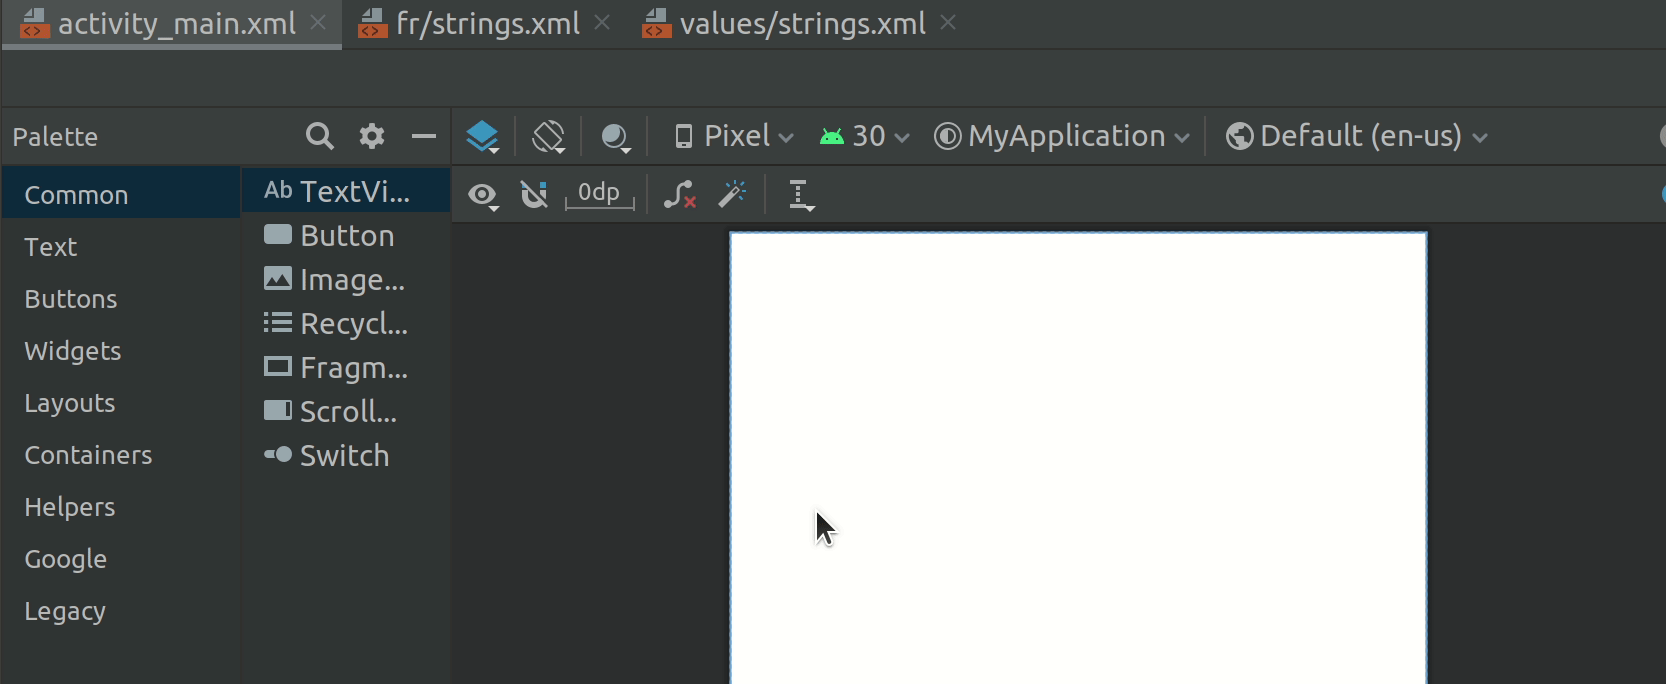 activity_main.xml fr/strings.xml values/strings.xml
Palette Pixel 30 MyApplication Default (en-us)
0dp
Common
Text
Buttons
Widgets
Layouts
Containers
Helpers
Google
Legacy
Ab TextVi...
Button
Image...
Recycl...
Fragm...
Scroll...
Switch